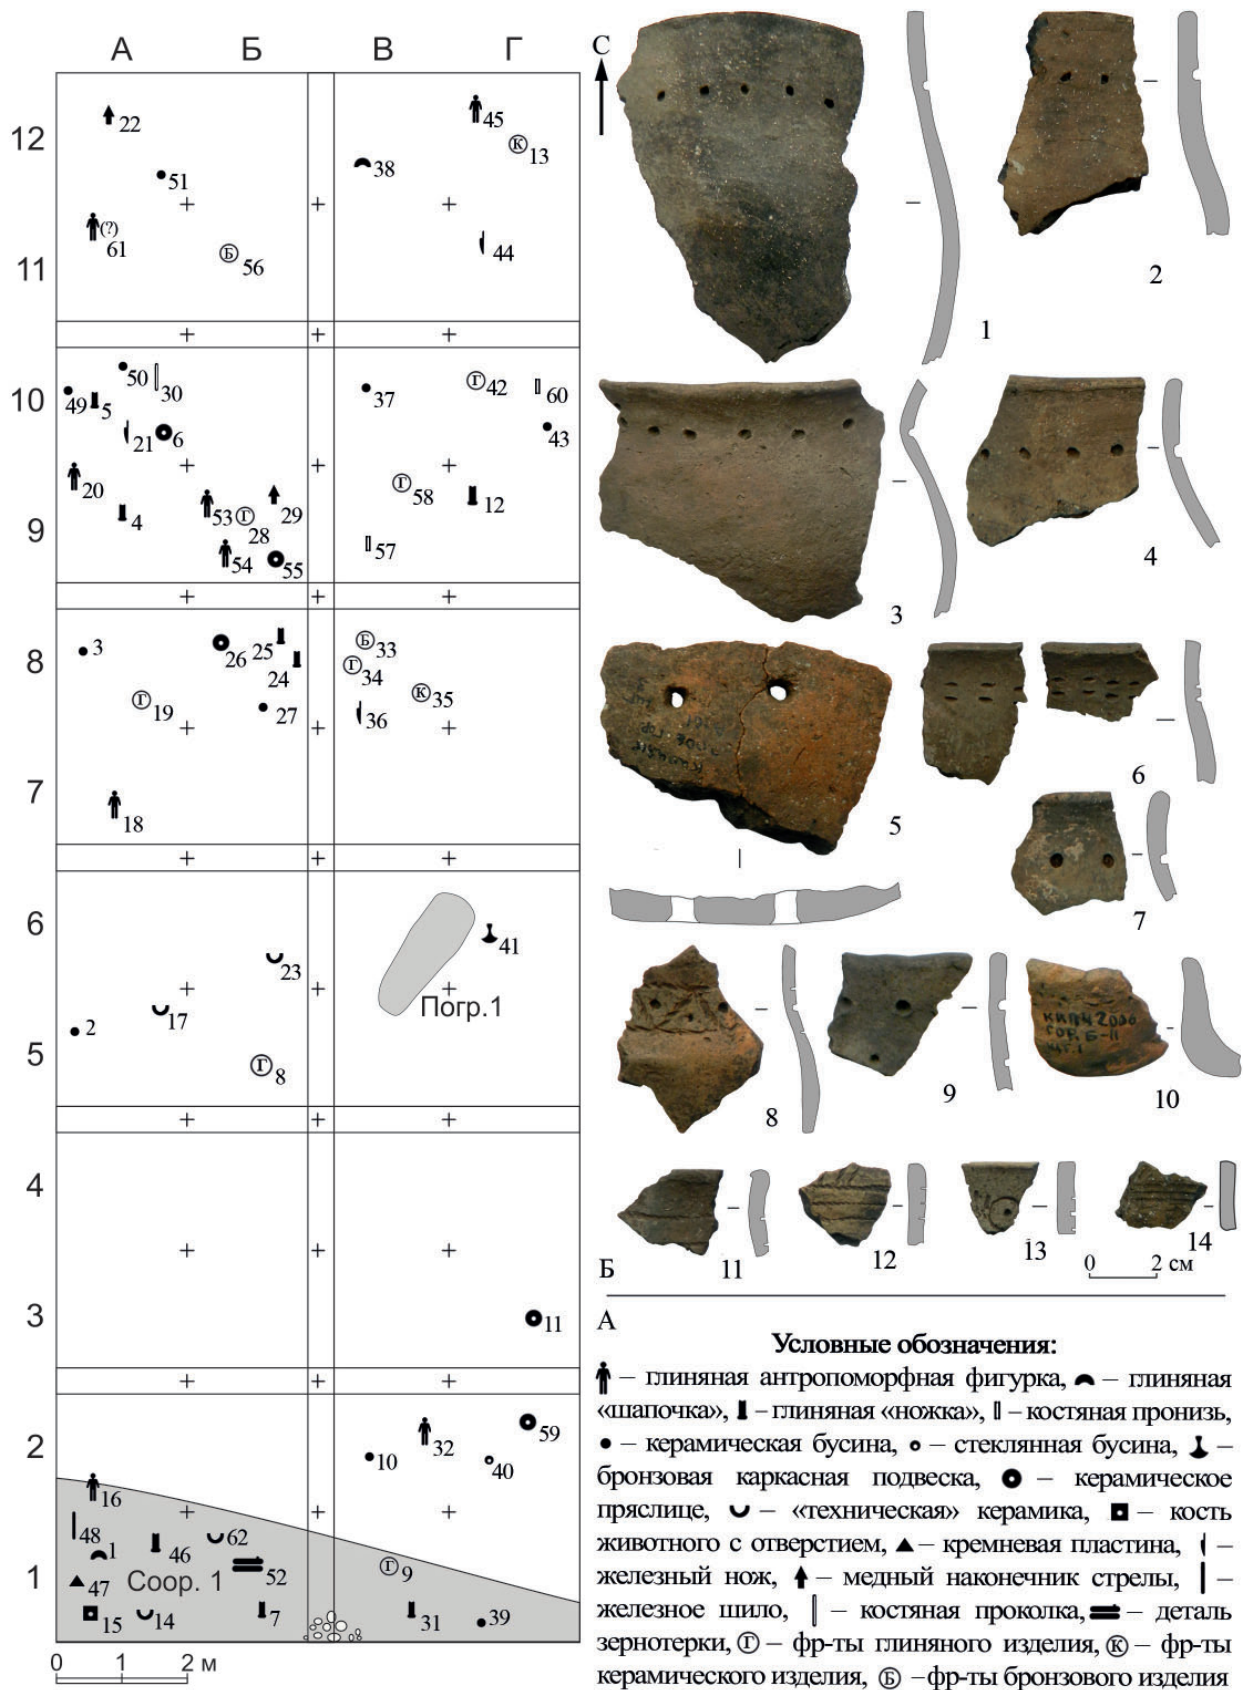 А Б В Г
12
22
51
61 (?)
Б 56
38
45
К 13
44
11
10
49
5
50
30
21
6
20
4
53
Г 28
29
54
55
37
Г 42
60
43
Г 58
12
57
9
8
3
Г 19
26
25
24
27
Б 33
Г 34
К 35
36
7
18
6
23
17
2
Г 8
41
Погр.1
5
4
3
11
2
16
10
32
59
40
1
48
1
46
62
47
52
15
14
7
Г 9
31
39
Соор. 1
0 1 2 м
С
1
2
3
4
5
6
7
8
9
10
КИПЧ 2000
ГОР. Б-II
11
12
13
14
0 2 см
Б
А
Условные обозначения:
– глиняная антропоморфная фигурка, – глиняная
«шапочка», – глиняная «ножка», – костяная пронизь,
– керамическая бусина, – стеклянная бусина, –
бронзовая каркасная подвеска, – керамическое
пряслице, – «техническая» керамика, – кость
животного с отверстием, – кремневая пластина, –
железный нож, – медный наконечник стрелы, –
железное шило, – костяная проколка, – деталь
зернотерки, Г – фр-ты глиняного изделия, К – фр-ты
керамического изделия, Б – фр-ты бронзового изделия